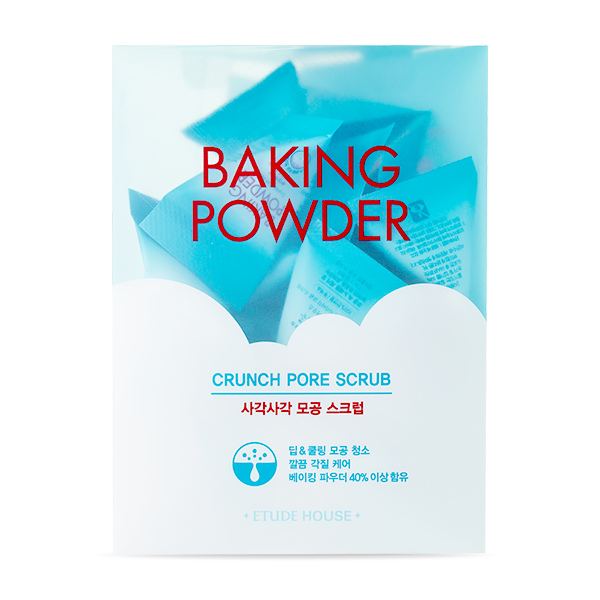 BAKING
POWDER
CRUNCH PORE SCRUB
사각사각 모공 스크럽
딥&쿨링 모공 청소
깔끔 각질 케어
베이킹 파우더 40% 이상 함유
+ ETUDE HOUSE +